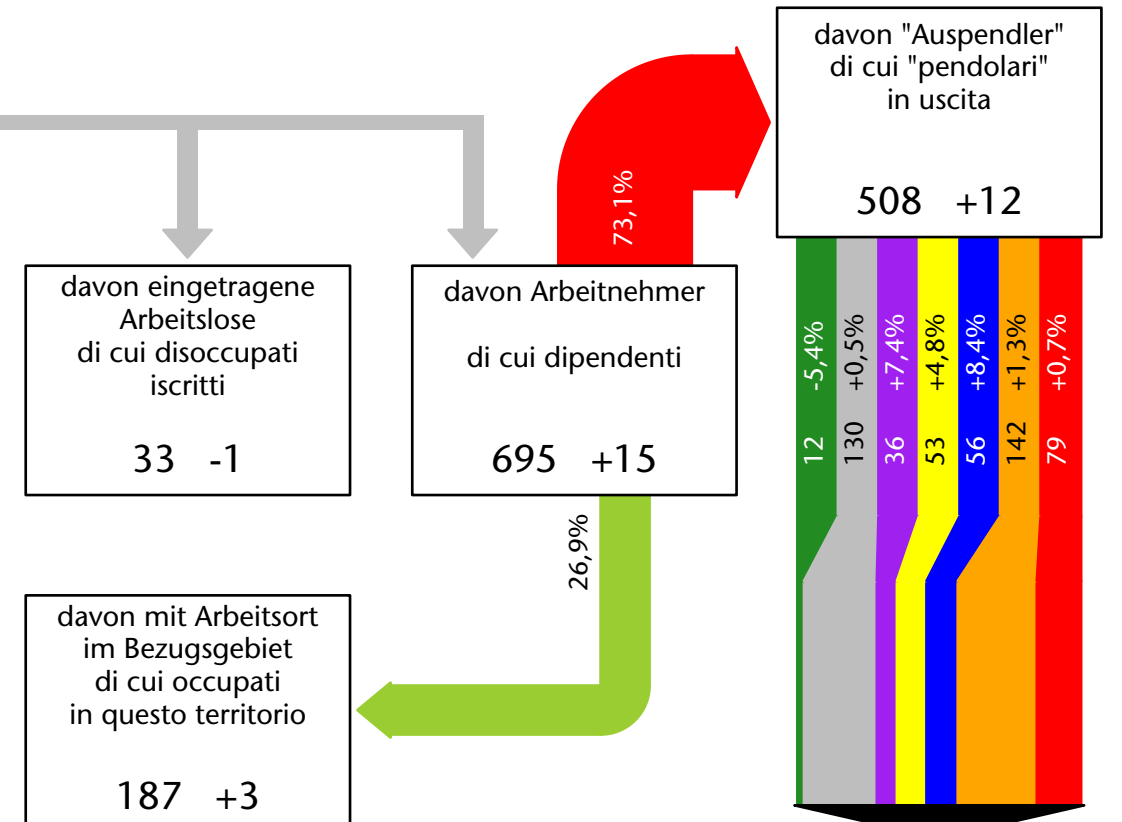 davon "Auspendler"
di cui "pendolari"
in uscita
508 +12
73,1%
davon eingetragene
Arbeitslose
di cui disoccupati
iscritti
33 -1
davon Arbeitnehmer
di cui dipendenti
695 +15
12 -5,4%
130 +0,5%
36 +7,4%
53 +4,8%
56 +8,4%
142 +1,3%
79 +0,7%
26,9%
davon mit Arbeitsort
im Bezugsgebiet
di cui occupati
in questo territorio
187 +3